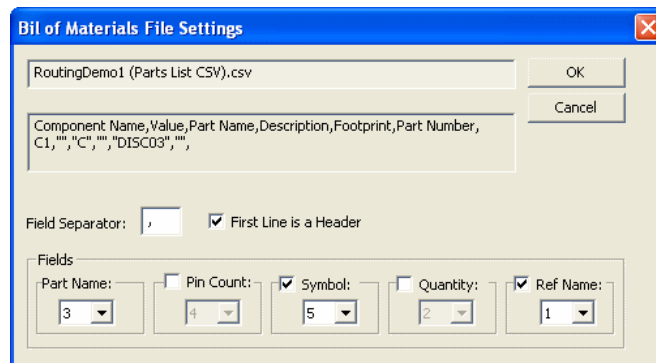 Bil of Materials File Settings
RoutingDemo1 (Parts List CSV).csv
OK
Cancel
Component Name,Value,Part Name,Description,Footprint,Part Number,
C1,"","C","","DISC03","",
Field Separator: , First Line is a Header
Fields
Part Name: Pin Count: Symbol: Quantity: Ref Name:
3 4 5 2 1